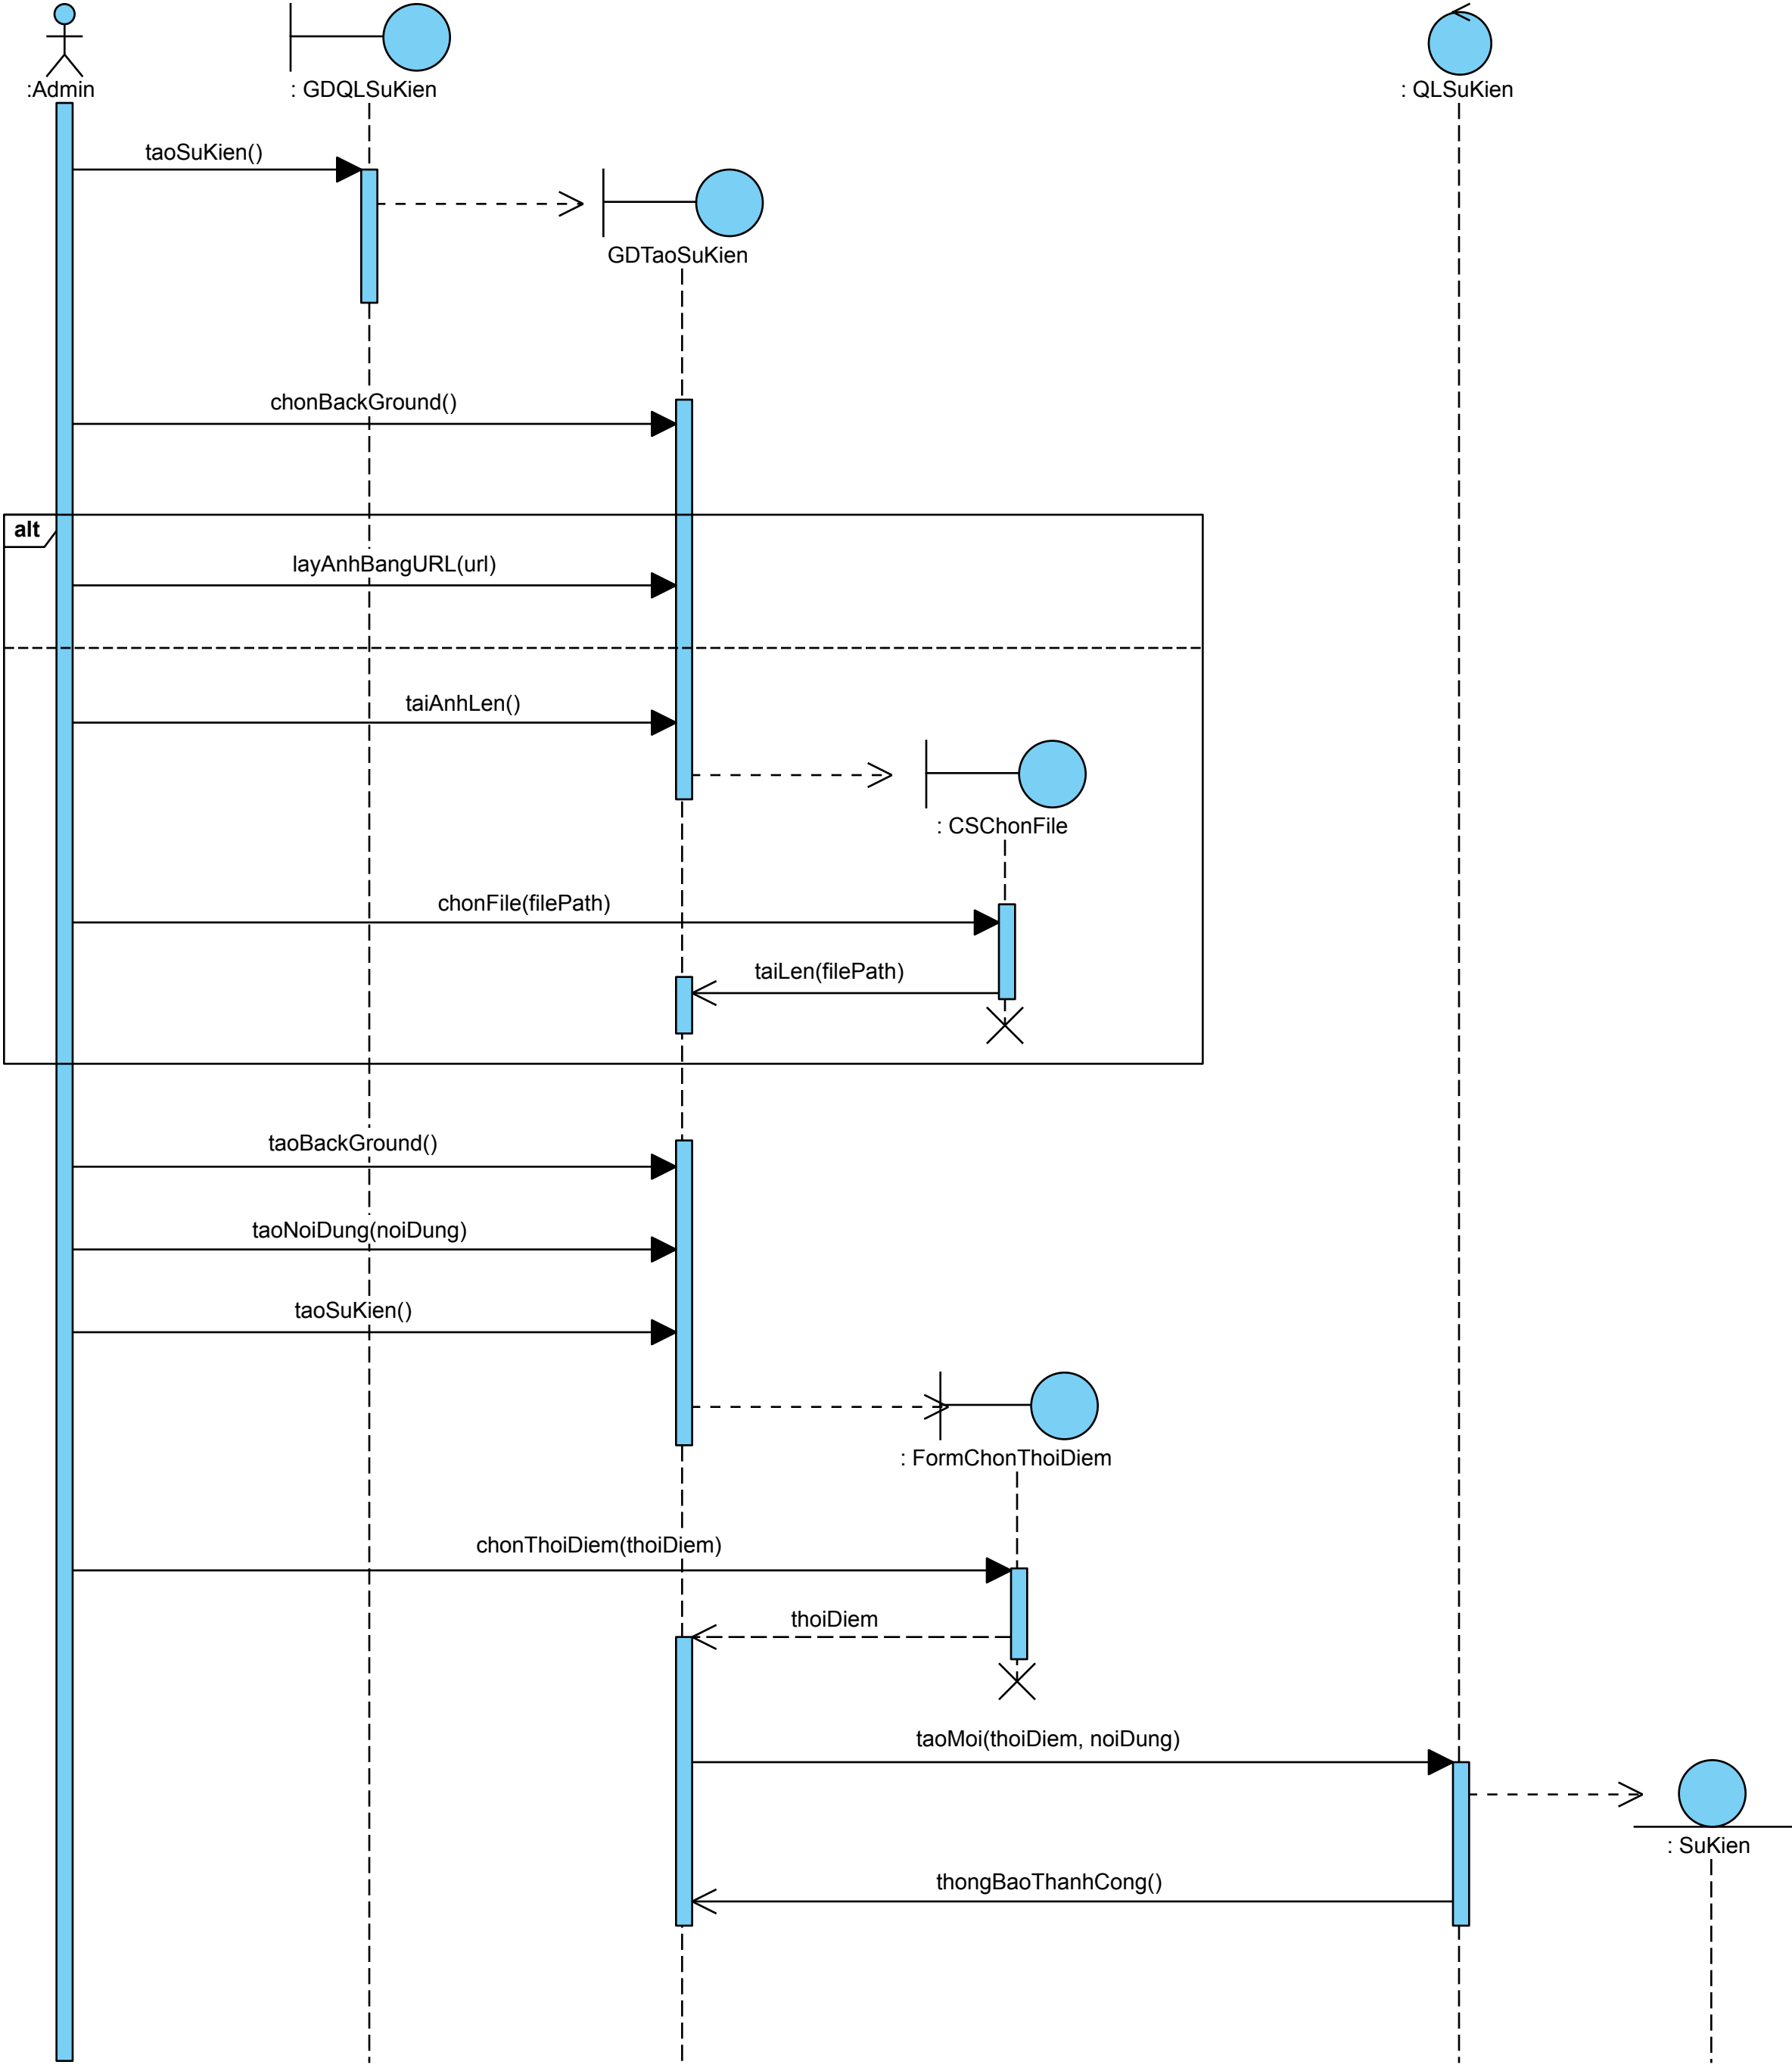 :Admin
: GDQLSuKien
: QLSuKien
taoSuKien()
GDTaoSuKien
chonBackGround()
alt
layAnhBangURL(url)
taiAnhLen()
: CSChonFile
chonFile(filePath)
taiLen(filePath)
taoBackGround()
taoNoiDung(noiDung)
taoSuKien()
: FormChonThoiDiem
chonThoiDiem(thoiDiem)
thoiDiem
taoMoi(thoiDiem, noiDung)
: SuKien
thongBaoThanhCong()